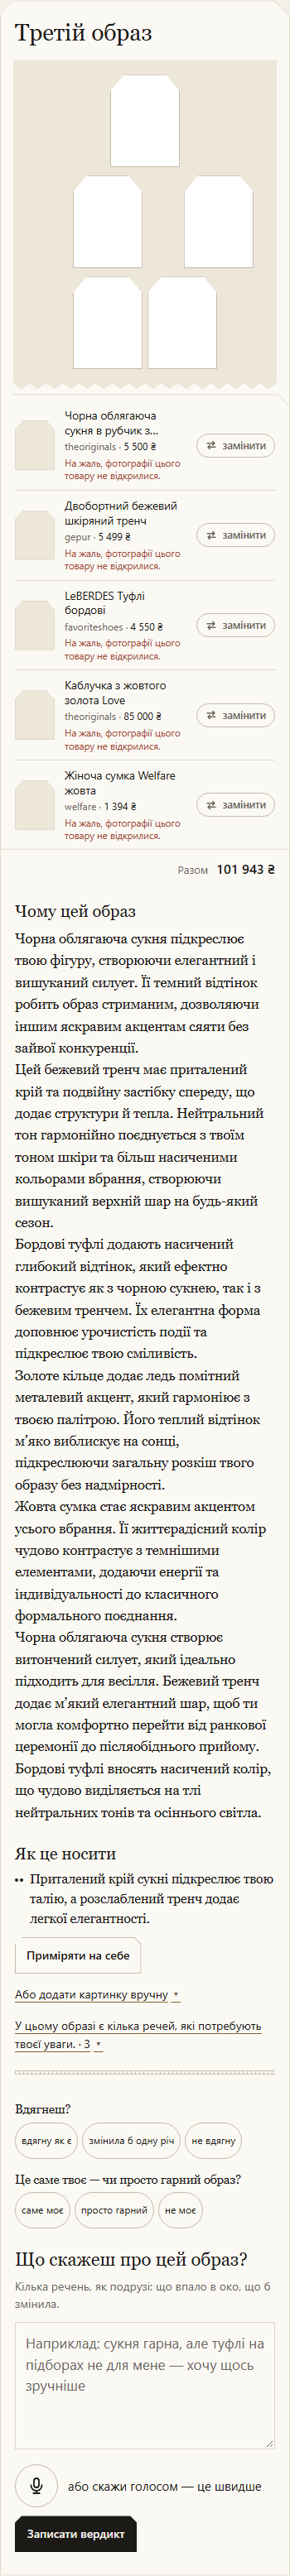 Третій образ
Чорна облягаюча
сукня в рубчик з...
theoriginals · 5 500 ₴
На жаль, фотографії цього
товару не відкрилися.
⇄ замінити
Двобортний бежевий
шкіряний тренч
gepur · 5 499 ₴
На жаль, фотографії цього
товару не відкрилися.
⇄ замінити
LeBERDES Туфлі
бордові
favoriteshoes · 4 550 ₴
На жаль, фотографії цього
товару не відкрилися.
⇄ замінити
Каблучка з жовтого
золота Love
theoriginals · 85 000 ₴
На жаль, фотографії цього
товару не відкрилися.
⇄ замінити
Жіноча сумка Welfare
жовта
welfare · 1 394 ₴
На жаль, фотографії цього
товару не відкрилися.
⇄ замінити
Разом 101 943 ₴
Чому цей образ
Чорна облягаюча сукня підкреслює
твою фігуру, створюючи елегантний і
вишуканий силует. Її темний відтінок
робить образ стриманим, дозволяючи
іншим яскравим акцентам сяяти без
зайвої конкуренції.
Цей бежевий тренч має приталений
крій та подвійну застібку спереду, що
додає структури й тепла. Нейтральний
тон гармонійно поєднується з твоїм
тоном шкіри та більш насиченими
кольорами вбрання, створюючи
вишуканий верхній шар на будь-який
сезон.
Бордові туфлі додають насичений
глибокий відтінок, який ефектно
контрастує як з чорною сукнею, так і з
бежевим тренчем. Їх елегантна форма
доповнює урочистість події та
підкреслює твою сміливість.
Золоте кільце додає ледь помітний
металевий акцент, який гармоніює з
твоєю палітрою. Його теплий відтінок
м’яко виблискує на сонці,
підкреслюючи загальну розкіш твого
образу без надмірності.
Жовта сумка стає яскравим акцентом
усього вбрання. Її життєрадісний колір
чудово контрастує з темнішими
елементами, додаючи енергії та
індивідуальності до класичного
формального поєднання.
Чорна облягаюча сукня створює
витончений силует, який ідеально
підходить для весілля. Бежевий тренч
додає м’який елегантний шар, щоб ти
могла комфортно перейти від ранкової
церемонії до післяобіднього прийому.
Бордові туфлі вносять насичений колір,
що чудово виділяється на тлі
нейтральних тонів та осіннього світла.
Як це носити
Приталений крій сукні підкреслює твою
талію, а розслаблений тренч додає
легкої елегантності.
Приміряти на себе
Або додати картинку вручну
У цьому образі є кілька речей, які потребують
твоєї уваги. · 3
Вдягнеш?
вдягну як є
змінила б одну річ
не вдягну
Це саме твоє — чи просто гарний образ?
саме моє
просто гарний
не моє
Що скажеш про цей образ?
Кілька речень, як подрузі: що впало в око, що б
змінила.
Наприклад: сукня гарна, але туфлі на
підборах не для мене — хочу щось
зручніше
або скажи голосом — це швидше
Записати вердикт